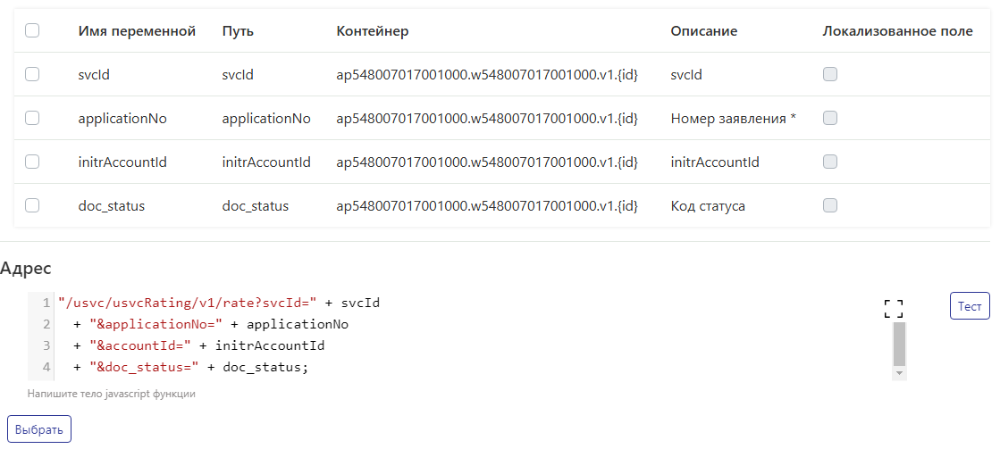 Имя переменной Путь Контейнер Описание Локализованное поле
svcId svcId ap548007017001000.w548007017001000.v1.{id} svcId
applicationNo applicationNo ap548007017001000.w548007017001000.v1.{id} Номер заявления *
initrAccountId initrAccountId ap548007017001000.w548007017001000.v1.{id} initrAccountId
doc_status doc_status ap548007017001000.w548007017001000.v1.{id} Код статуса
Адрес
1 "/usvc/usvcRating/v1/rate?svcId=" + svcId
2 + "&applicationNo=" + applicationNo
3 + "&accountId=" + initrAccountId
4 + "&doc_status=" + doc_status;
Тест
Напишите тело javascript функции
Выбрать